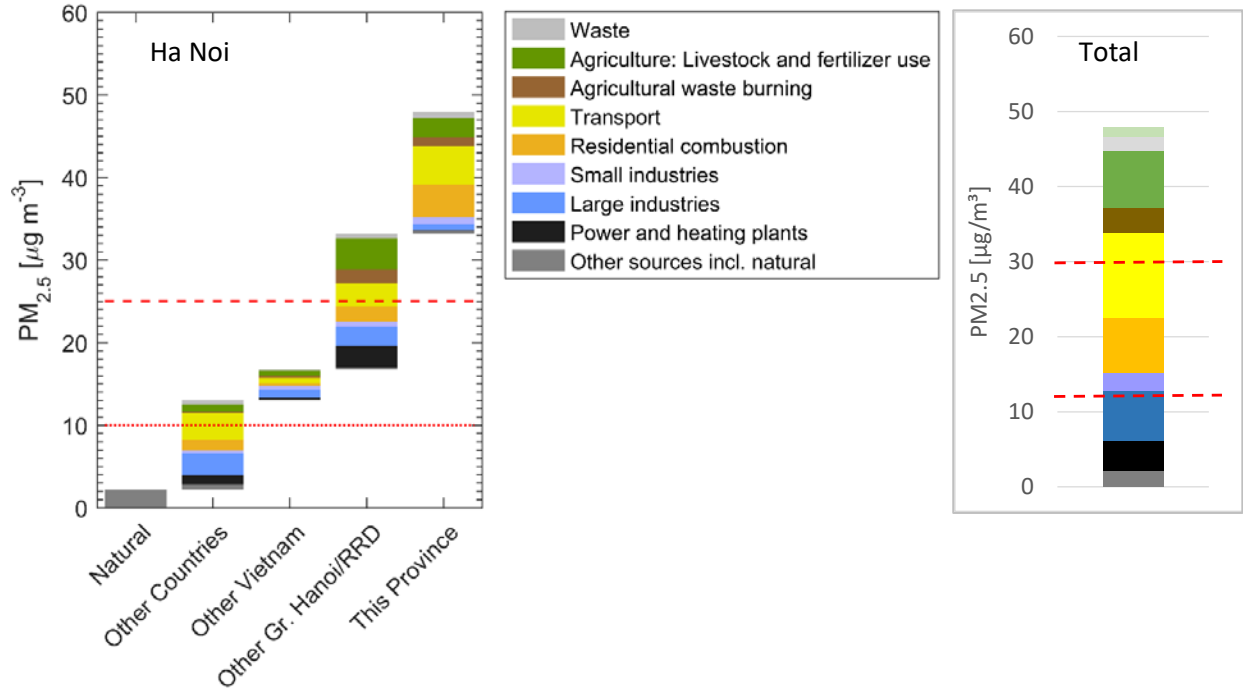 Ha Noi
PM2.5 [μg m-3]
60
50
40
30
20
10
0
Natural
Other Countries
Other Vietnam
Other Gr. Hanoi/RRD
This Province
Waste
Agriculture: Livestock and fertilizer use
Agricultural waste burning
Transport
Residential combustion
Small industries
Large industries
Power and heating plants
Other sources incl. natural
Total
PM2.5 [µg/m³]
60
50
40
30
20
10
0